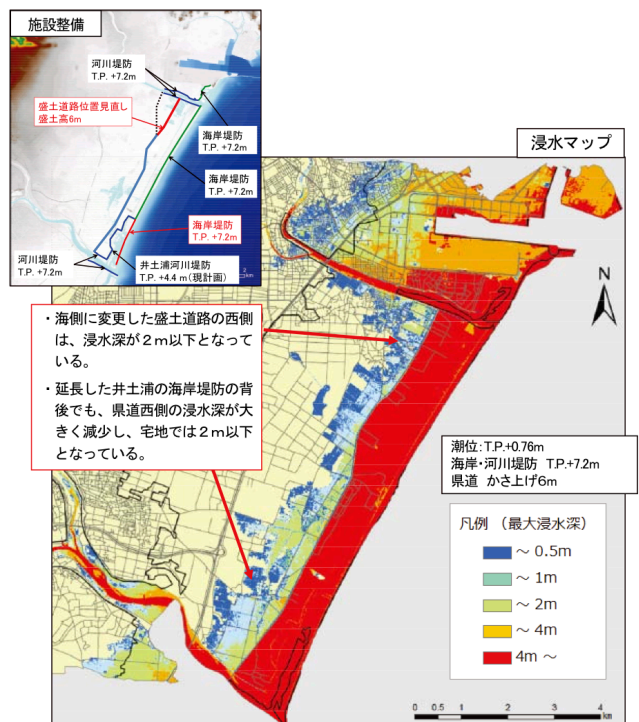 施設整備
河川堤防
T.P. +7.2m
盛土道路位置見直し
盛土高6m
海岸堤防
T.P. +7.2m
海岸堤防
T.P. +7.2m
海岸堤防
T.P. +7.2m
河川堤防
T.P. +7.2m
井土浦河川堤防
T.P. +4.4 m(現計画)
2
km
浸水マップ
N
・海側に変更した盛土道路の西側
は、浸水深が2m以下となって
いる。
・延長した井土浦の海岸堤防の背
後でも、県道西側の浸水深が大
きく減少し、宅地では2m以下
となっている。
潮位:T.P.+0.76m
海岸・河川堤防 T.P.+7.2m
県道 かさ上げ6m
凡例 (最大浸水深)
～ 0.5m
～ 1m
～ 2m
～ 4m
4m ～
0 0.5 1 2 3 4
km